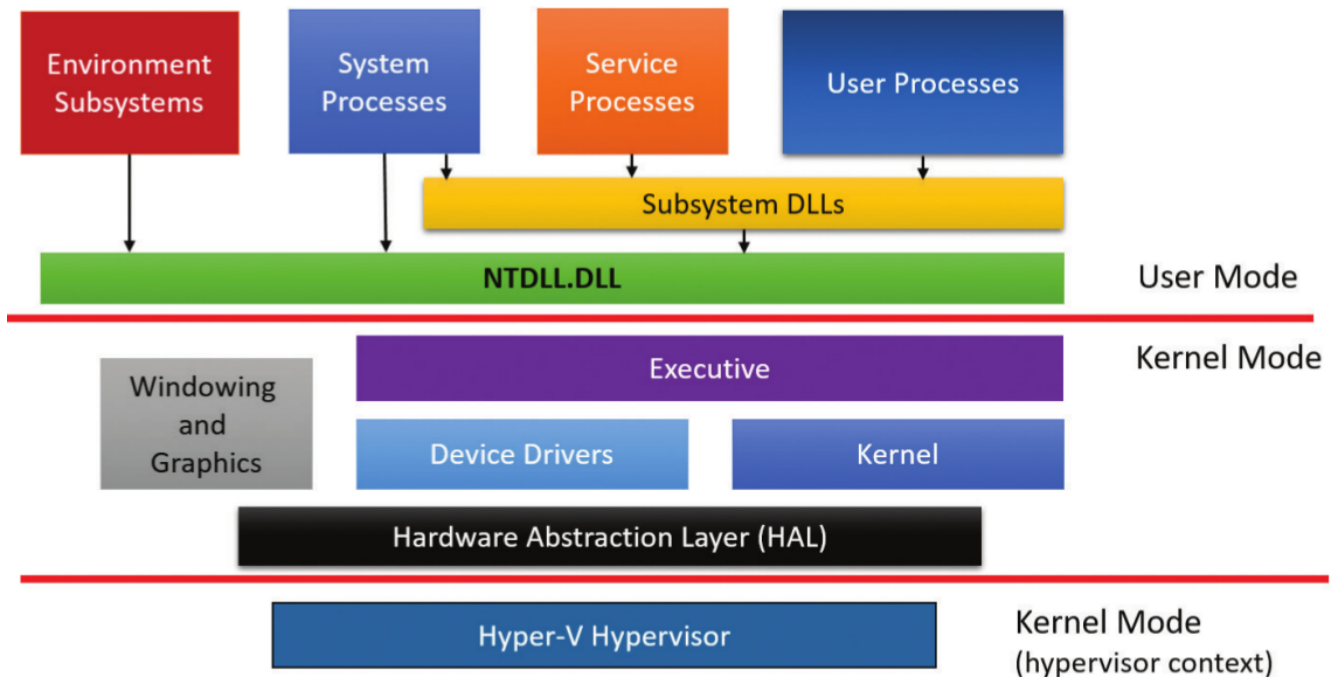 Environment
Subsystems
System
Processes
Service
Processes
User Processes
Subsystem DLLs
NTDLL.DLL
User Mode
Kernel Mode
Executive
Windowing
and
Graphics
Device Drivers
Kernel
Hardware Abstraction Layer (HAL)
Hyper-V Hypervisor
Kernel Mode
(hypervisor context)